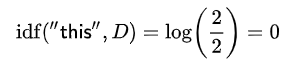 idf("this", D) = log(2/2) = 0